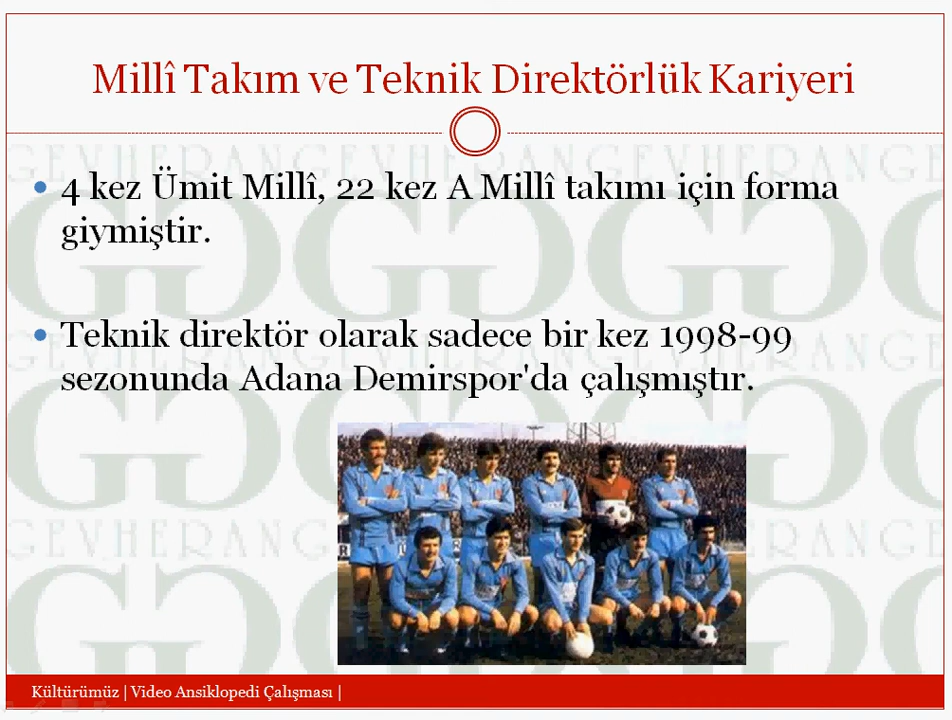 Millî Takım ve Teknik Direktörlük Kariyeri
GEVHERANGEVHERANGEVHERANGE
• 4 kez Ümit Millî, 22 kez A Millî takımı için forma
giymiştir.
• Teknik direktör olarak sadece bir kez 1998-99
sezonunda Adana Demirspor'da çalışmıştır.
Kültürümüz | Video Ansiklopedi Çalışması |